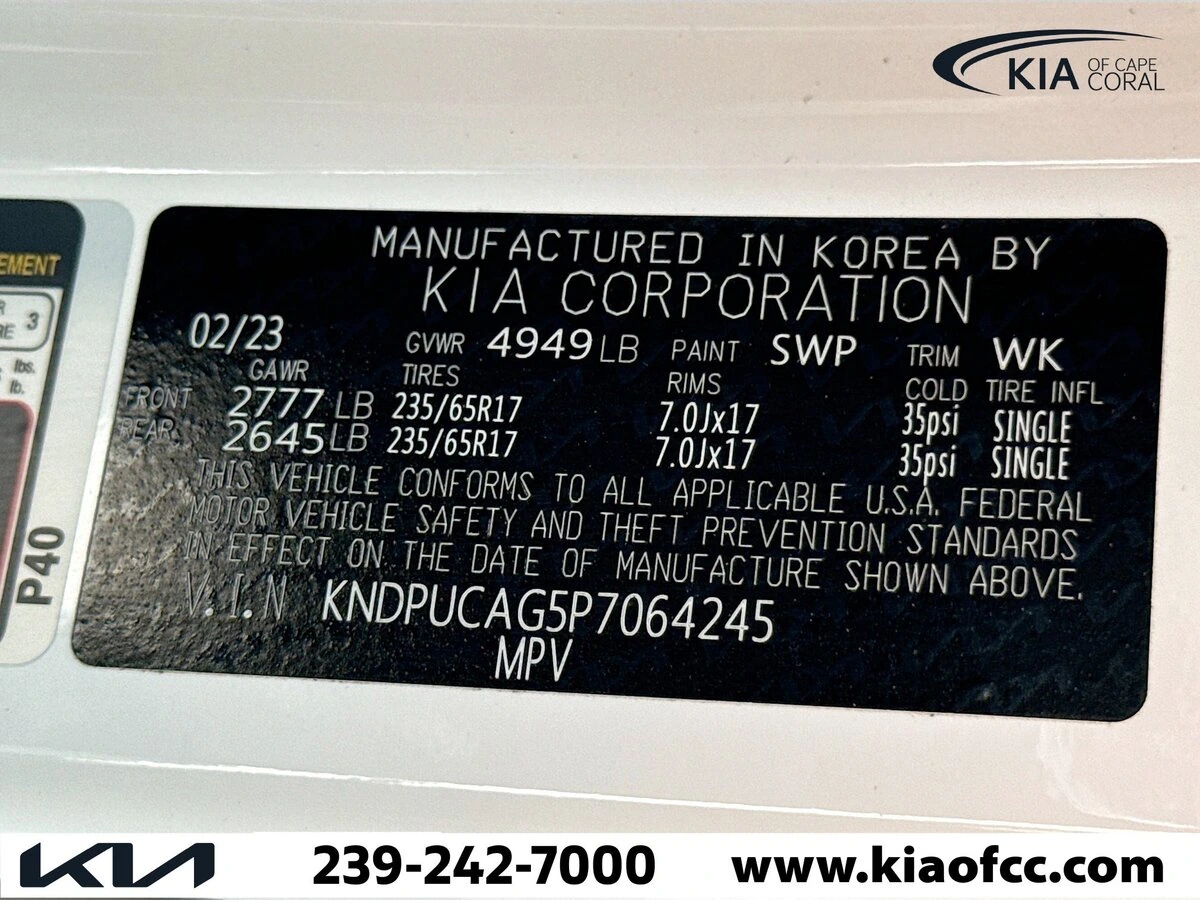 KIA OF CAPE CORAL
EMENT
3
lbs.
lb.
P40
MANUFACTURED IN KOREA BY
KIA CORPORATION
02/23 GVWR 4949 LB PAINT SWP TRIM WK
GAWR TIRES RIMS COLD TIRE INFL
FRONT 2777 LB 235/65R17 7.0Jx17 35psi SINGLE
REAR 2645 LB 235/65R17 7.0Jx17 35psi SINGLE
THIS VEHICLE CONFORMS TO ALL APPLICABLE U.S.A. FEDERAL
MOTOR VEHICLE SAFETY AND THEFT PREVENTION STANDARDS
IN EFFECT ON THE DATE OF MANUFACTURE SHOWN ABOVE.
V.I.N KNDPUCAG5P7064245
MPV
KIA 239-242-7000 www.kiaofcc.com